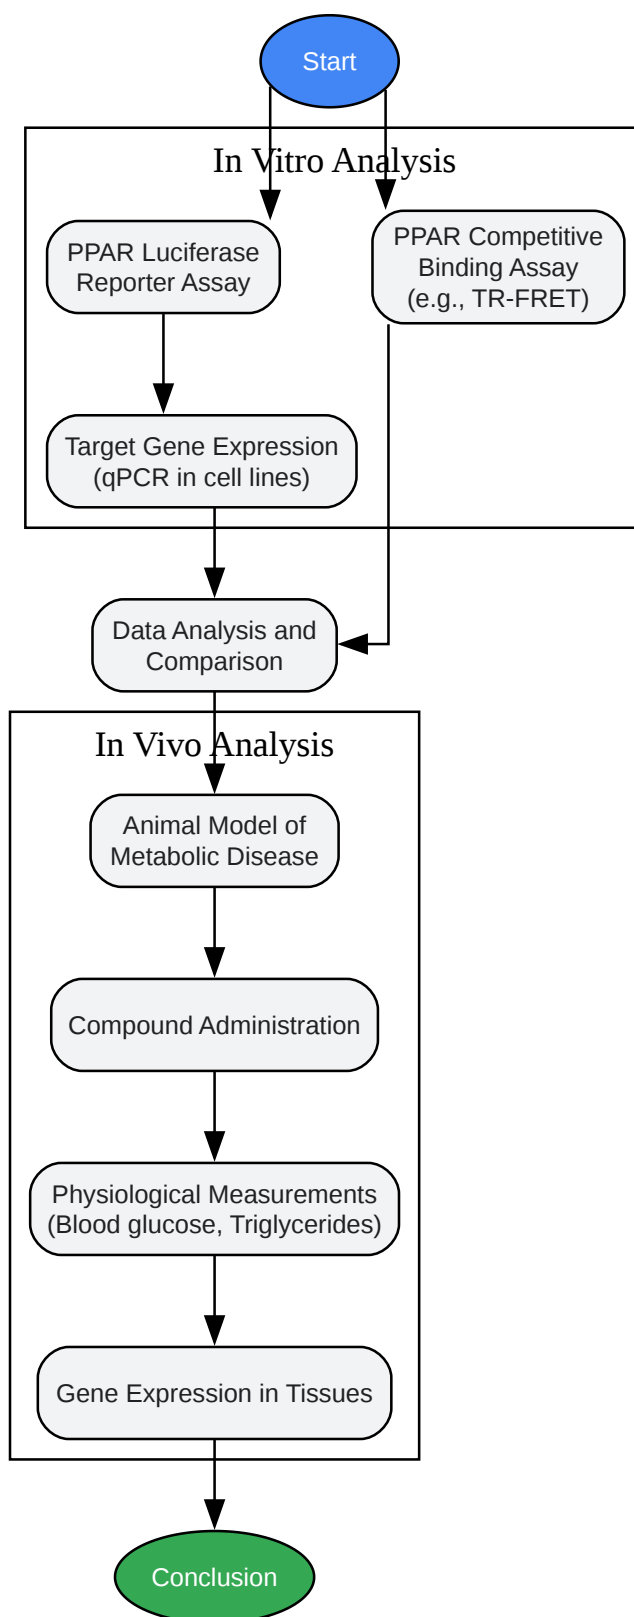 Start
In Vitro Analysis
PPAR Luciferase
Reporter Assay
PPAR Competitive
Binding Assay
(e.g., TR-FRET)
Target Gene Expression
(qPCR in cell lines)
Data Analysis and
Comparison
In Vivo Analysis
Animal Model of
Metabolic Disease
Compound Administration
Physiological Measurements
(Blood glucose, Triglycerides)
Gene Expression in Tissues
Conclusion